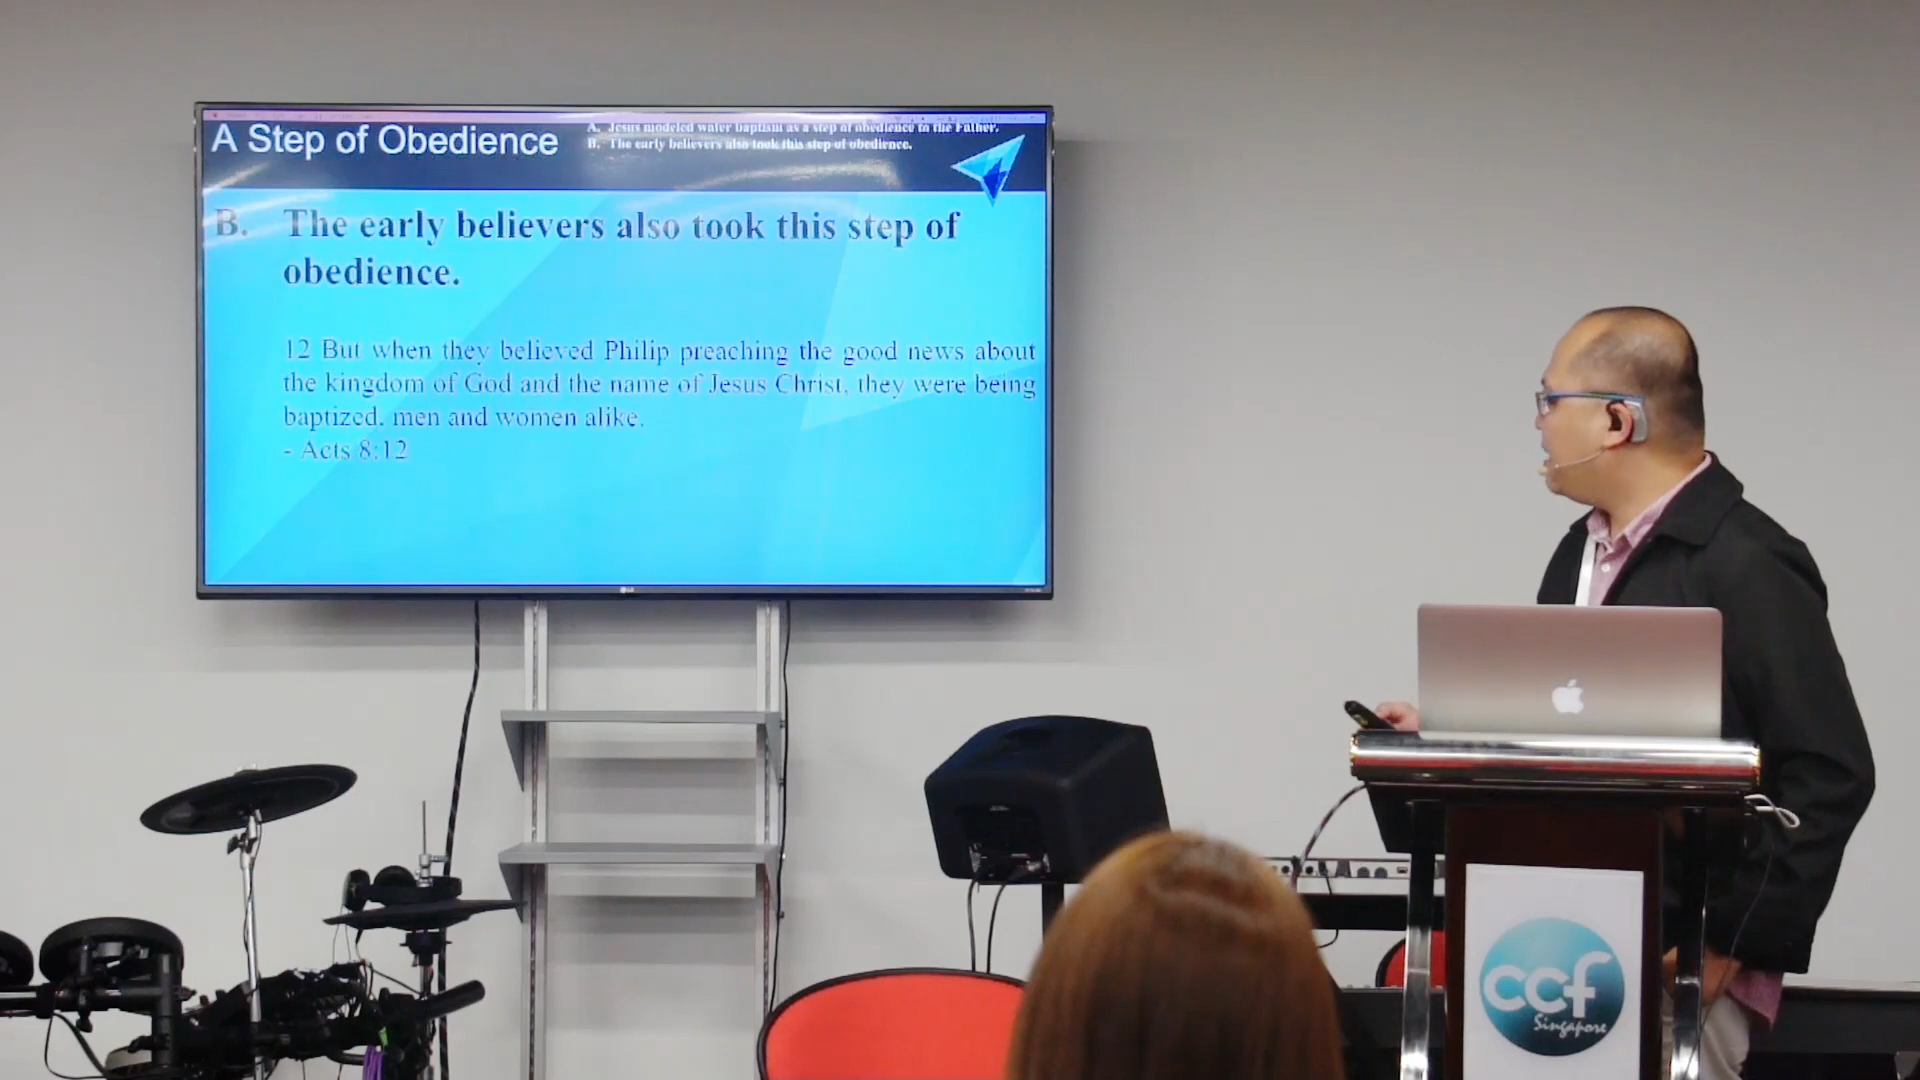 A Step of Obedience
A. Jesus modeled water baptism as a step of obedience to the Father.
B. The early believers also took this step of obedience.
B. The early believers also took this step of
obedience.
12 But when they believed Philip preaching the good news about
the kingdom of God and the name of Jesus Christ, they were being
baptized, men and women alike.
- Acts 8:12
LG
ccf
Singapore